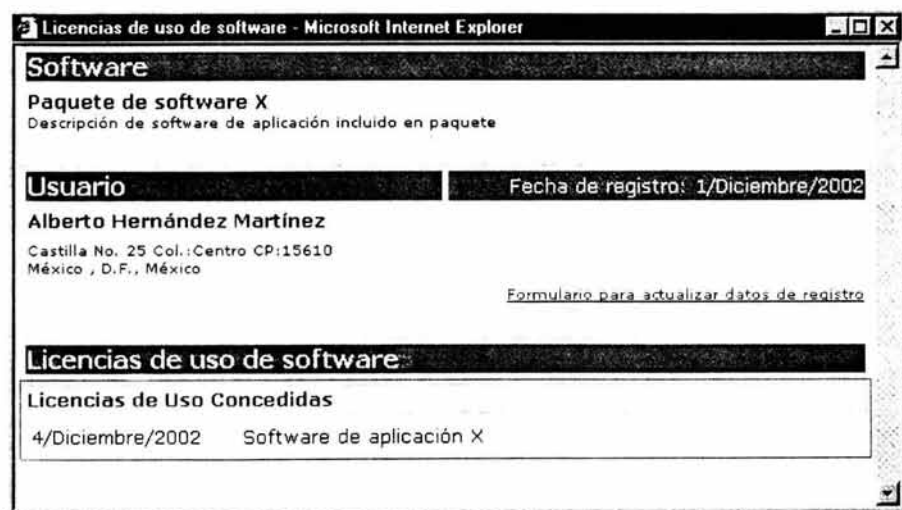 Licencias de uso de software - Microsoft Internet Explorer
Software
Paquete de software X
Descripción de software de aplicación incluido en paquete
Usuario
Fecha de registro: 1/Diciembre/2002
Alberto Hernández Martínez
Castilla No. 25 Col.:Centro CP:15610
México , D.F., México
Formulario para actualizar datos de registro
Licencias de uso de software
Licencias de Uso Concedidas
4/Diciembre/2002 Software de aplicación X